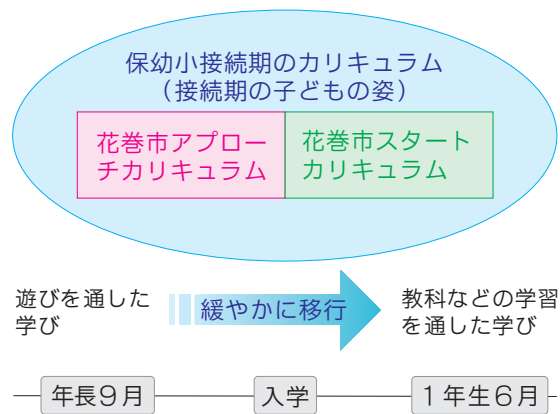 保幼小接続期のカリキュラム
（接続期の子どもの姿）
花巻市アプロー
チカリキュラム
花巻市スタート
カリキュラム
遊びを通した
学び
緩やかに移行
教科などの学習
を通した学び
年長９月
入学
１年生６月